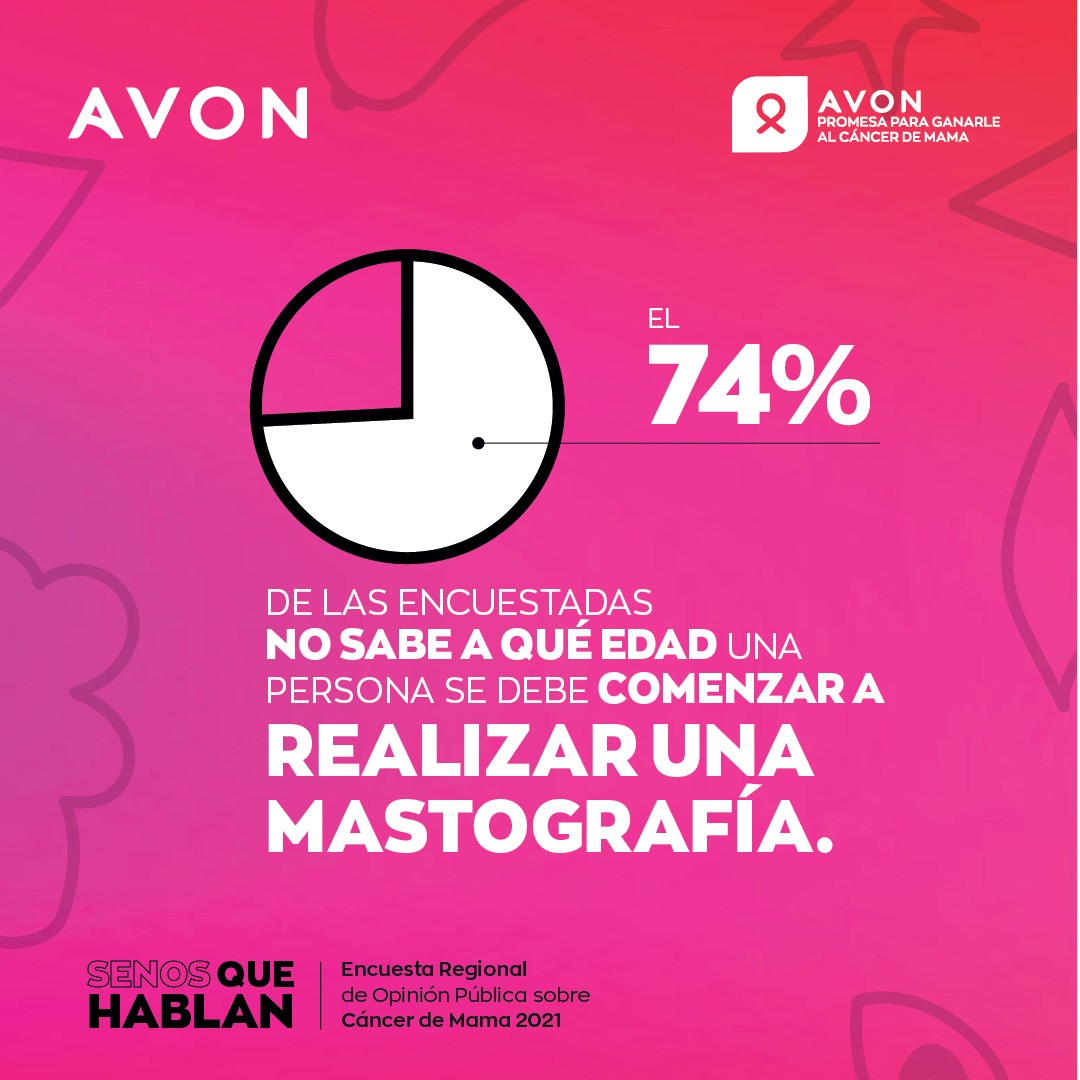 AVON
AVON
PROMESA PARA GANARLE
AL CÁNCER DE MAMA
EL
74%
DE LAS ENCUESTADAS
NO SABE A QUÉ EDAD UNA
PERSONA SE DEBE COMENZAR A
REALIZAR UNA
MASTOGRAFÍA.
SENOS QUE
HABLAN
Encuesta Regional
de Opinión Pública sobre
Cáncer de Mama 2021